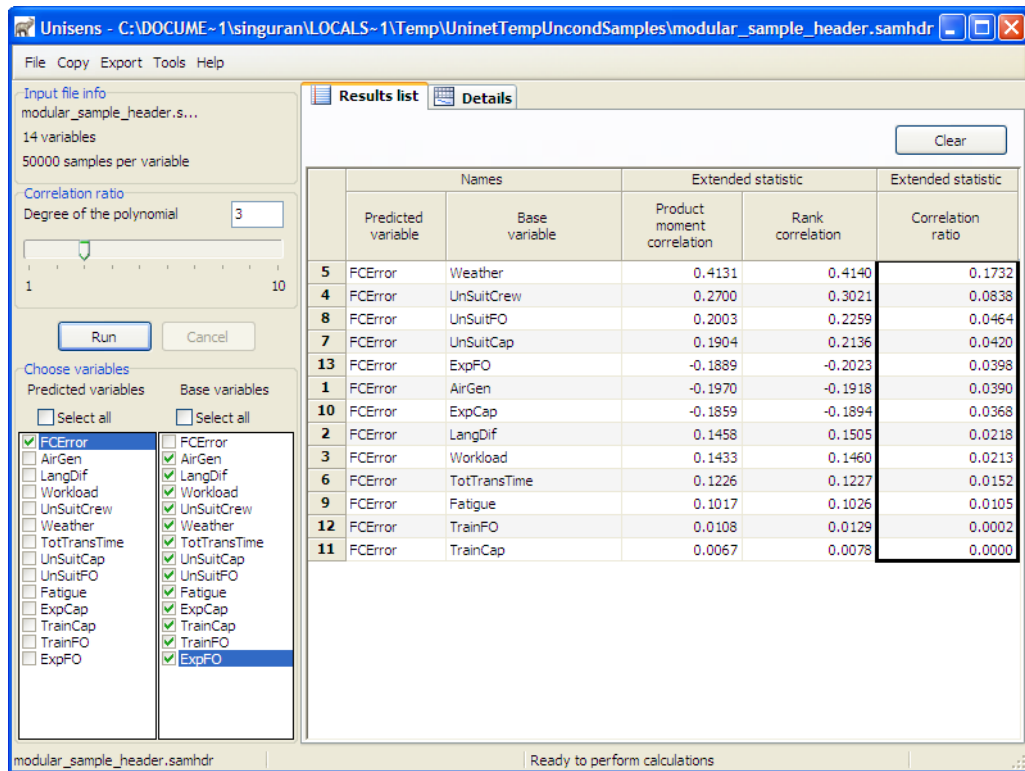 Unisens - C:\DOCUME~1\singuran\LOCALS~1\Temp\UninetTempUncondSamples\modular_sample_header.samhdr
File Copy Export Tools Help
Input file info
modular_sample_header.s...
14 variables
50000 samples per variable
Correlation ratio
Degree of the polynomial 3
1 10
Run Cancel
Choose variables
Predicted variables Base variables
Select all Select all
FCError FCError
AirGen AirGen
LangDif LangDif
Workload Workload
UnSuitCrew UnSuitCrew
Weather Weather
TotTransTime TotTransTime
UnSuitCap UnSuitCap
UnSuitFO UnSuitFO
Fatigue Fatigue
ExpCap ExpCap
TrainCap TrainCap
TrainFO TrainFO
ExpFO ExpFO
Results list Details
Clear
Names Extended statistic Extended statistic
Predicted variable Base variable Product moment correlation Rank correlation Correlation ratio
5 FCError Weather 0.4131 0.4140 0.1732
4 FCError UnSuitCrew 0.2700 0.3021 0.0838
8 FCError UnSuitFO 0.2003 0.2259 0.0464
7 FCError UnSuitCap 0.1904 0.2136 0.0420
13 FCError ExpFO -0.1889 -0.2023 0.0398
1 FCError AirGen -0.1970 -0.1918 0.0390
10 FCError ExpCap -0.1859 -0.1894 0.0368
2 FCError LangDif 0.1458 0.1505 0.0218
3 FCError Workload 0.1433 0.1460 0.0213
6 FCError TotTransTime 0.1226 0.1227 0.0152
9 FCError Fatigue 0.1017 0.1026 0.0105
12 FCError TrainFO 0.0108 0.0129 0.0002
11 FCError TrainCap 0.0067 0.0078 0.0000
modular_sample_header.samhdr Ready to perform calculations